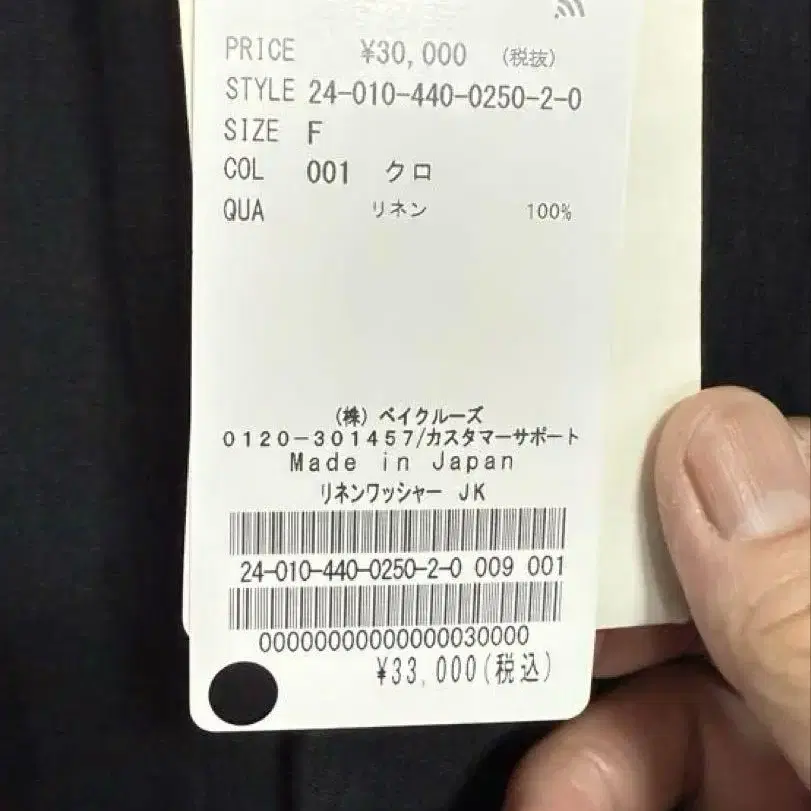 PRICE ¥30,000 (税抜)
STYLE 24-010-440-0250-2-0
SIZE F
COL 001 クロ
QUA リネン 100%
(株) ベイクルーズ
0120-301457/カスタマーサポート
Made in Japan
リネンワッシャー JK
24-010-440-0250-2-0 009 001
00000000000000030000
¥33,000(税込)